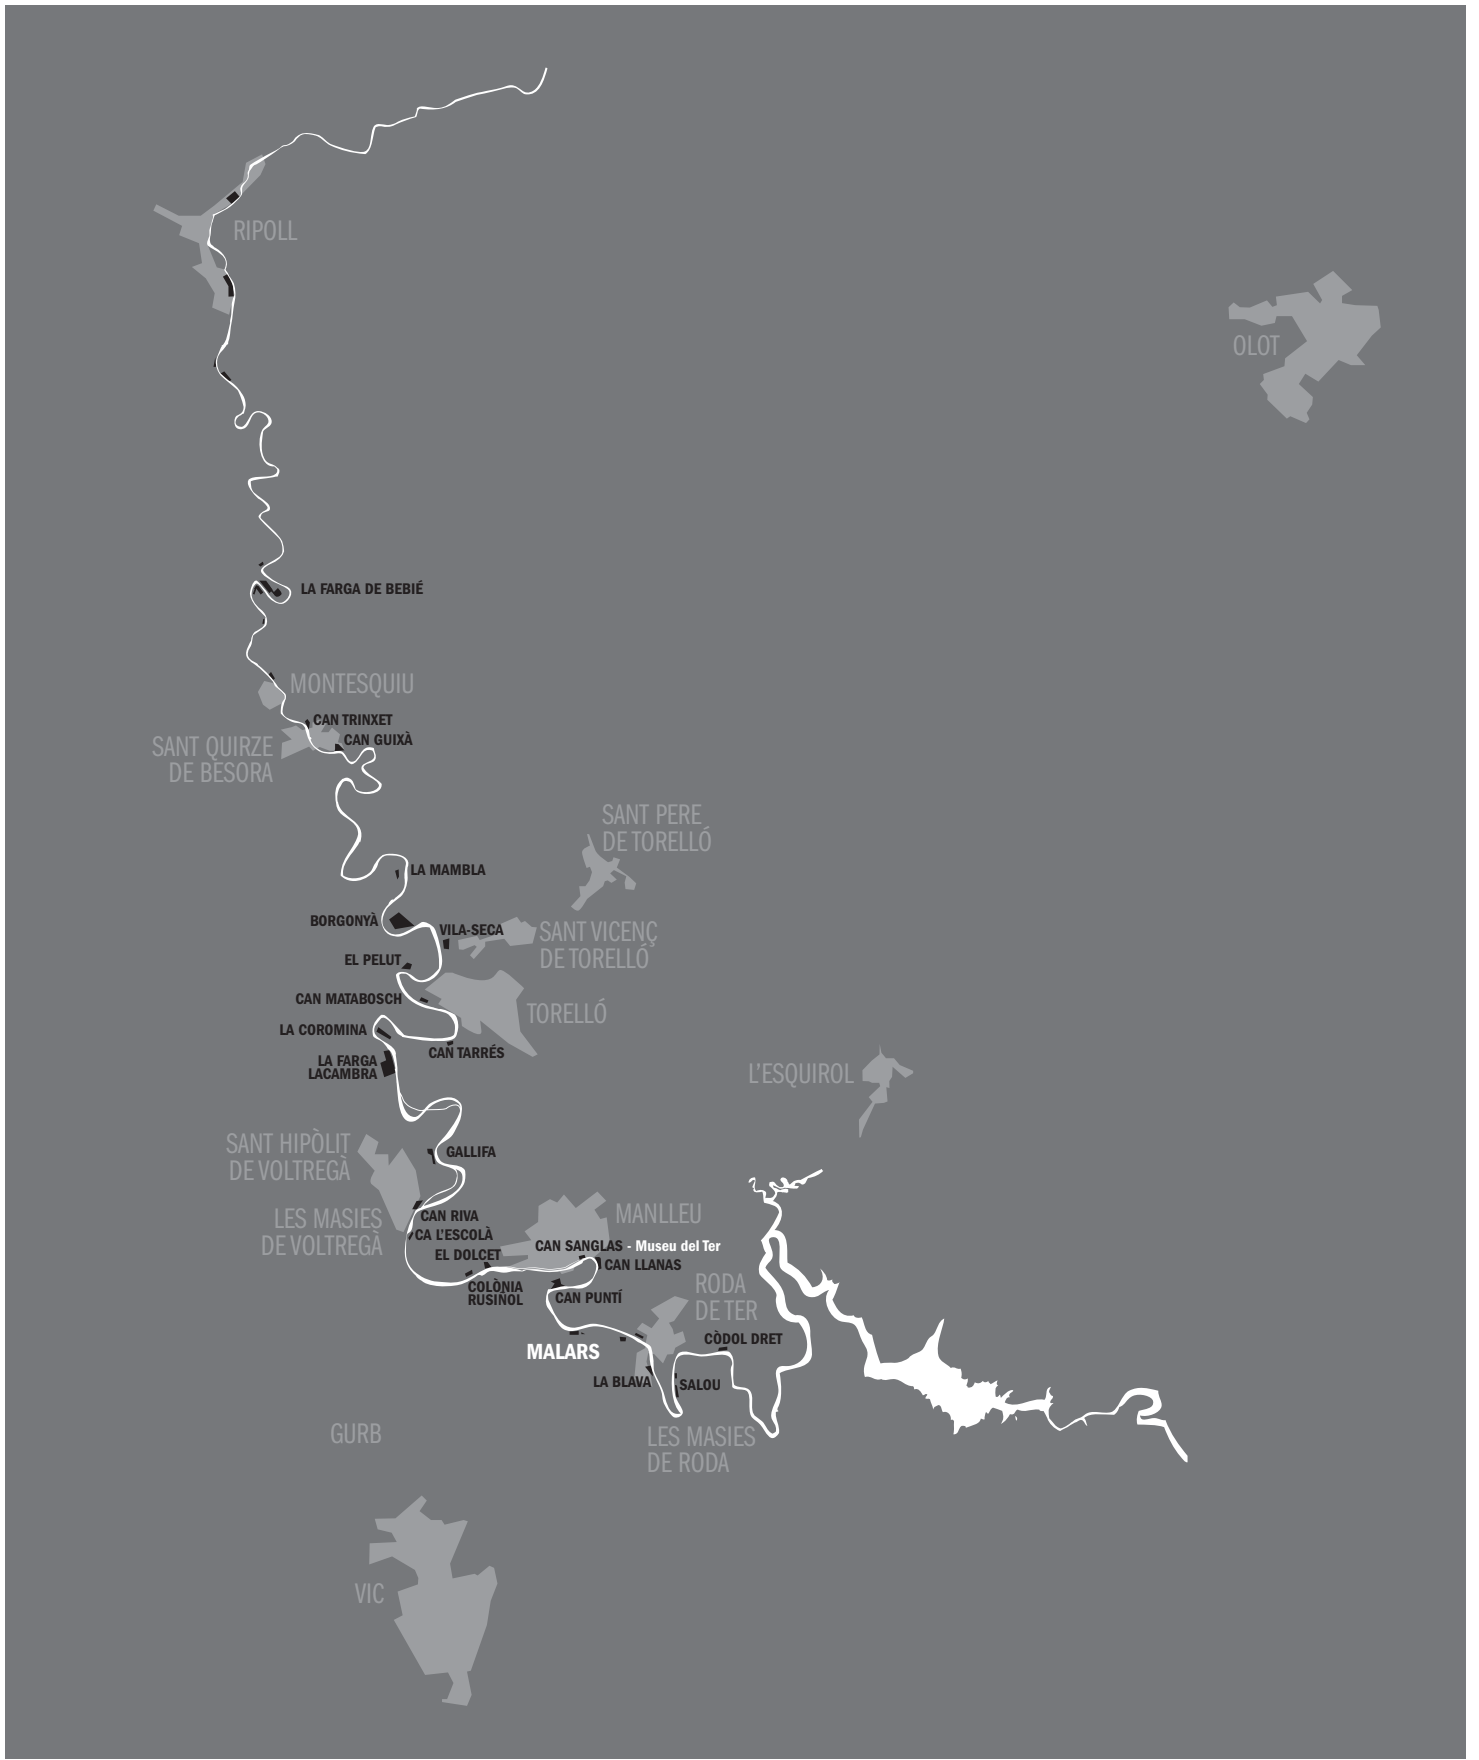 RIPOLL
OLOT
LA FARGA DE BEBIÉ
MONTESQUIU
CAN TRINXET
CAN GUIXÀ
SANT QUIRZE
DE BESORA
SANT PERE
DE TORELLÓ
LA MAMBLA
BORGONYÀ
VILA-SECA
SANT VICENÇ
DE TORELLÓ
EL PELUT
CAN MATABOSCH
TORELLÓ
LA COROMINA
CAN TARRÉS
LA FARGA
LACAMBRA
L'ESQUIROL
SANT HIPÒLIT
DE VOLTREGÀ
GALLIFA
LES MASIES
DE VOLTREGÀ
CAN RIVA
CA L'ESCOLÀ
MANLLEU
EL DOLCET
CAN SANGLAS - Museu del Ter
CAN LLANAS
COLÒNIA
RUSIÑOL
CAN PUNTÍ
RODA
DE TER
MALARS
CÒDOL DRET
LA BLAVA
SALOU
GURB
LES MASIES
DE RODA
VIC